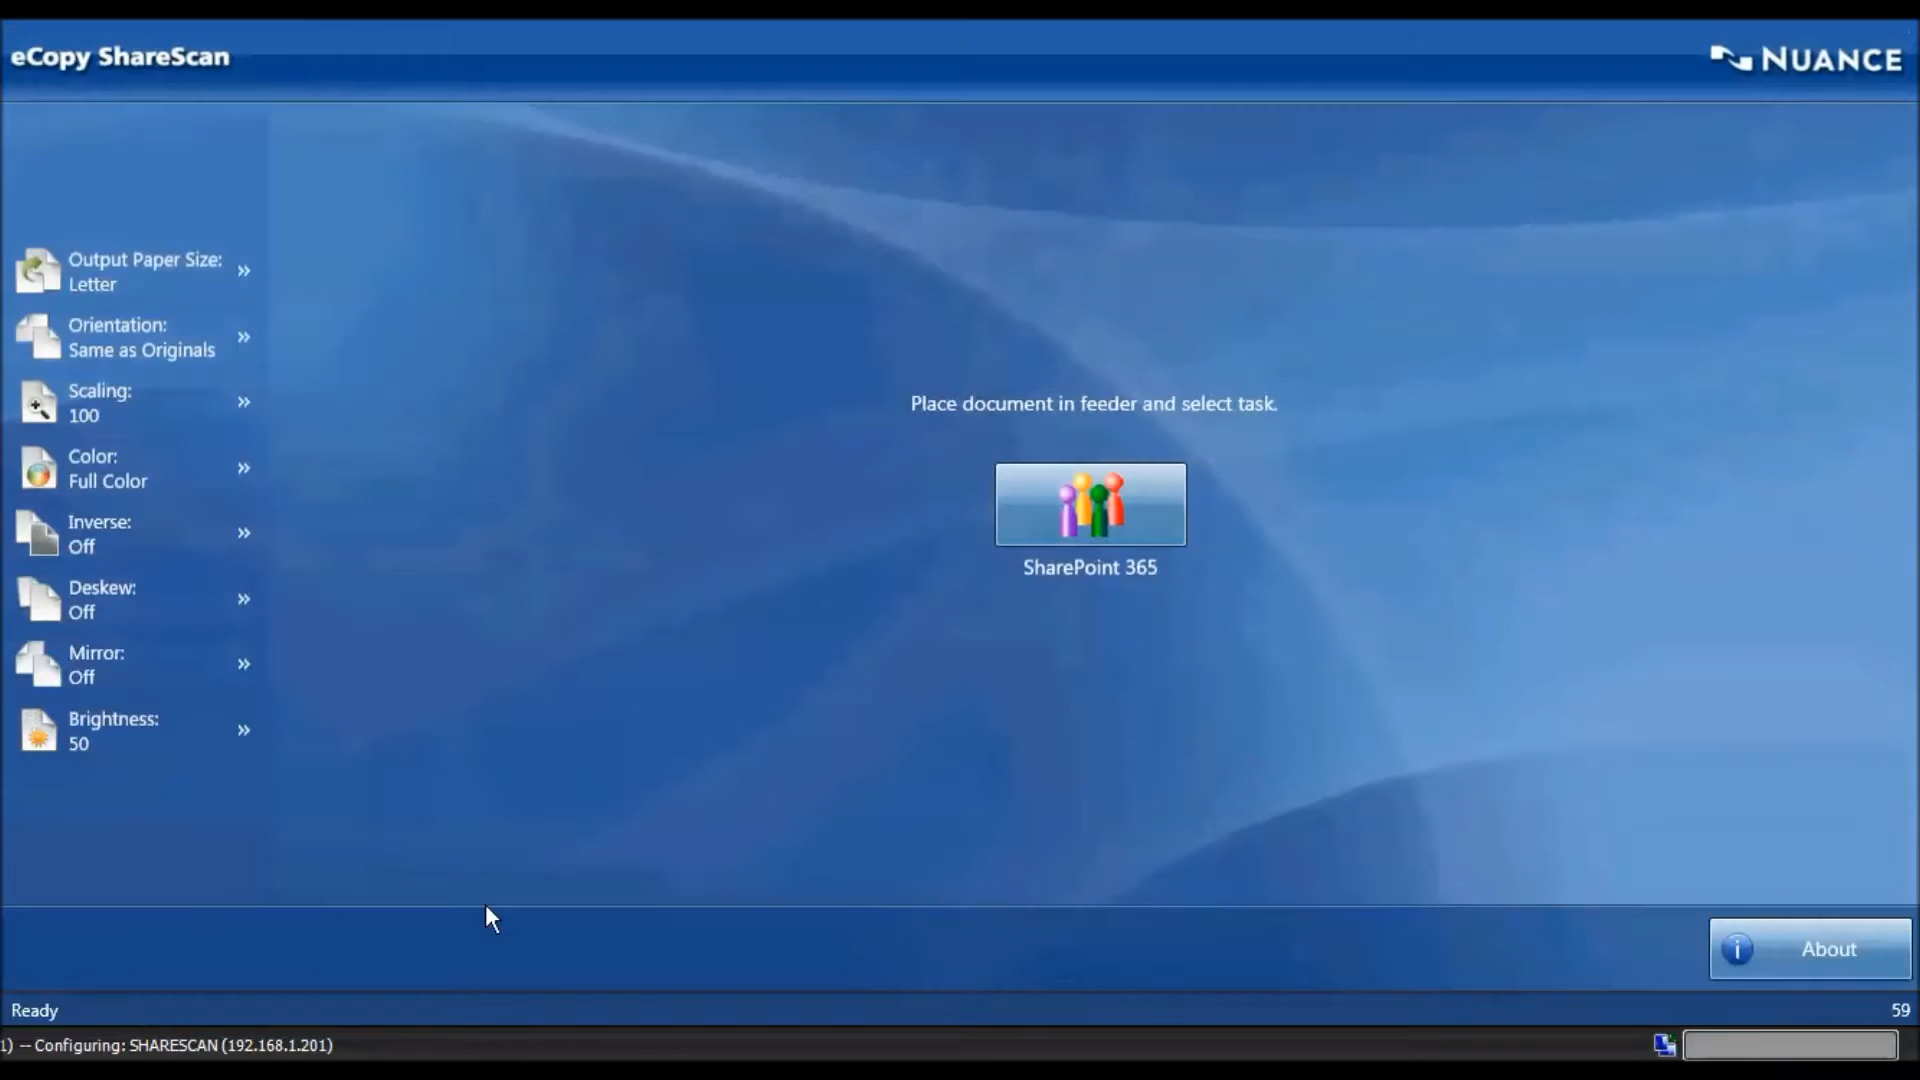 eCopy ShareScan
NUANCE
Output Paper Size:
Letter
Orientation:
Same as Originals
Scaling:
100
Color:
Full Color
Inverse:
Off
Deskew:
Off
Mirror:
Off
Brightness:
50
Place document in feeder and select task.
SharePoint 365
About
Ready
59
1) -- Configuring: SHARESCAN (192.168.1.201)